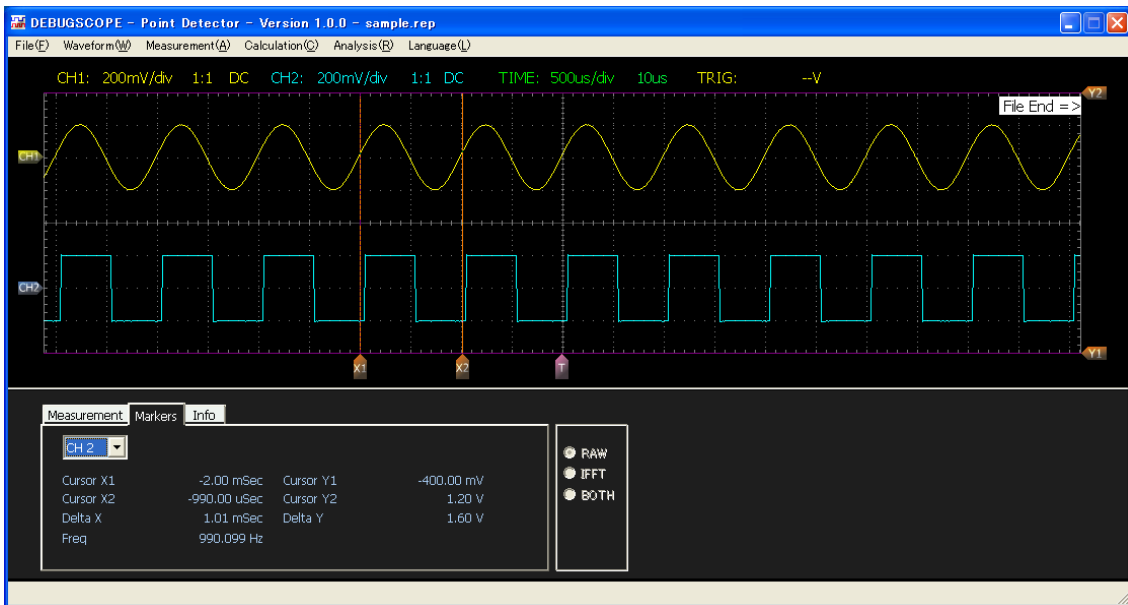 DEBUGSCOPE - Point Detector - Version 1.0.0 - sample.rep
File(F) Waveform(W) Measurement(A) Calculation(C) Analysis(R) Language(L)
CH1: 200mV/div 1:1 DC CH2: 200mV/div 1:1 DC TIME: 500us/div 10us TRIG: --V
Y2
File End =>
CH1
CH2
Y1
X1 X2 T
Measurement Markers Info
CH 2
Cursor X1 -2.00 mSec Cursor Y1 -400.00 mV
Cursor X2 -990.00 uSec Cursor Y2 1.20 V
Delta X 1.01 mSec Delta Y 1.60 V
Freq 990.099 Hz
RAW
IFFT
BOTH